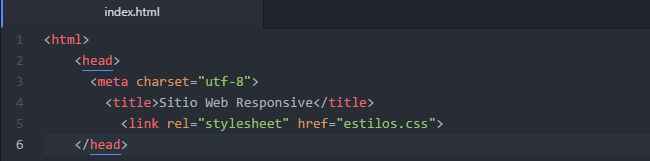 index.html
1 <html>
2 <head>
3 <meta charset="utf-8">
4 <title>Sitio Web Responsive</title>
5 <link rel="stylesheet" href="estilos.css">
6 </head>